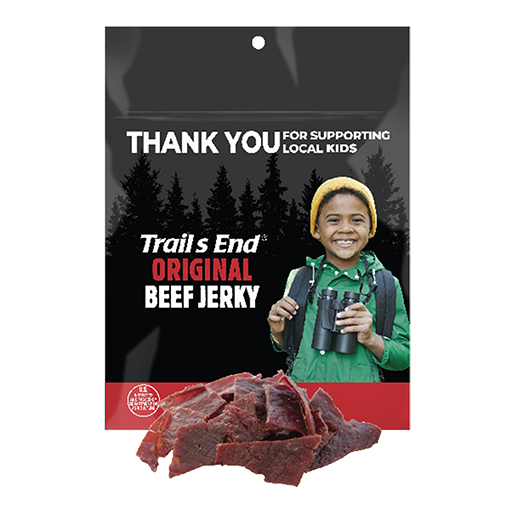 THANK YOU FOR SUPPORTING
LOCAL KIDS
Trail's End
ORIGINAL
BEEF JERKY
U.S.